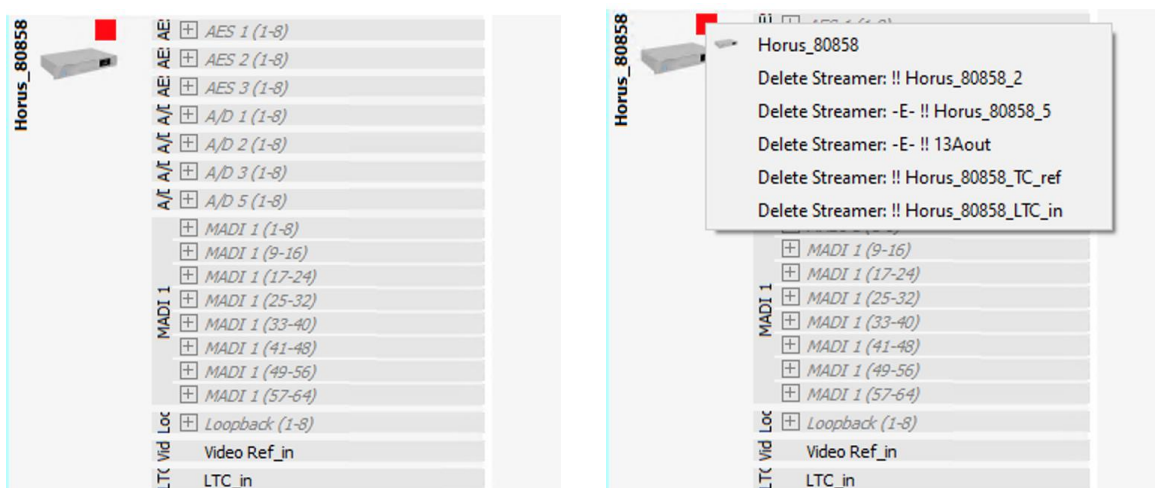 Horus_80858
AES 1 (1-8)
AES 2 (1-8)
AES 3 (1-8)
A/D 1 (1-8)
A/D 2 (1-8)
A/D 3 (1-8)
A/D 5 (1-8)
MADI 1
MADI 1 (1-8)
MADI 1 (9-16)
MADI 1 (17-24)
MADI 1 (25-32)
MADI 1 (33-40)
MADI 1 (41-48)
MADI 1 (49-56)
MADI 1 (57-64)
Loc
Loopback (1-8)
Vid
Video Ref_in
LTC
LTC_in
Horus_80858
Horus_80858
Delete Streamer: !! Horus_80858_2
Delete Streamer: -E- !! Horus_80858_5
Delete Streamer: -E- !! 13Aout
Delete Streamer: !! Horus_80858_TC_ref
Delete Streamer: !! Horus_80858_LTC_in
MADI 1
MADI 1 (9-16)
MADI 1 (17-24)
MADI 1 (25-32)
MADI 1 (33-40)
MADI 1 (41-48)
MADI 1 (49-56)
MADI 1 (57-64)
Loc
Loopback (1-8)
Vid
Video Ref_in
LTC
LTC_in